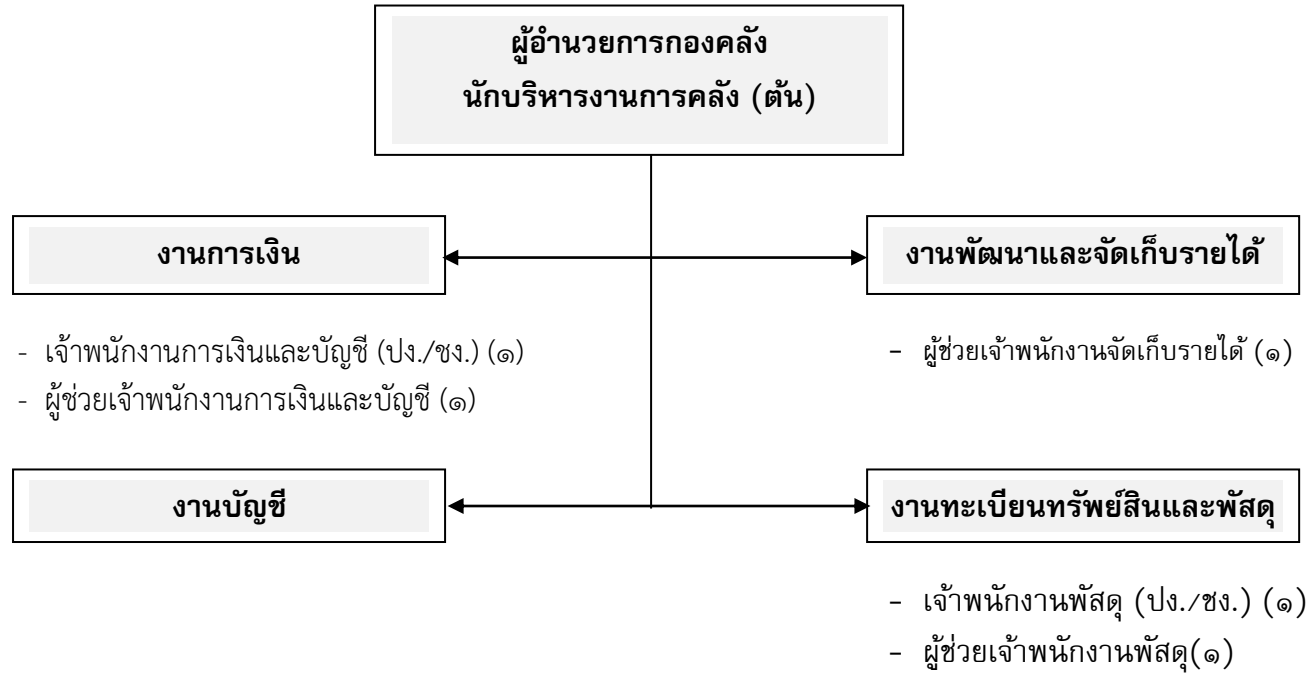 ผู้อำนวยการกองคลัง
นักบริหารงานการคลัง (ต้น)
งานการเงิน
งานพัฒนาและจัดเก็บรายได้
- เจ้าพนักงานการเงินและบัญชี (ปง./ชง.) (๑)
- ผู้ช่วยเจ้าพนักงานการเงินและบัญชี (๑)
- ผู้ช่วยเจ้าพนักงานจัดเก็บรายได้ (๑)
งานบัญชี
งานทะเบียนทรัพย์สินและพัสดุ
- เจ้าพนักงานพัสดุ (ปง./ชง.) (๑)
- ผู้ช่วยเจ้าพนักงานพัสดุ(๑)